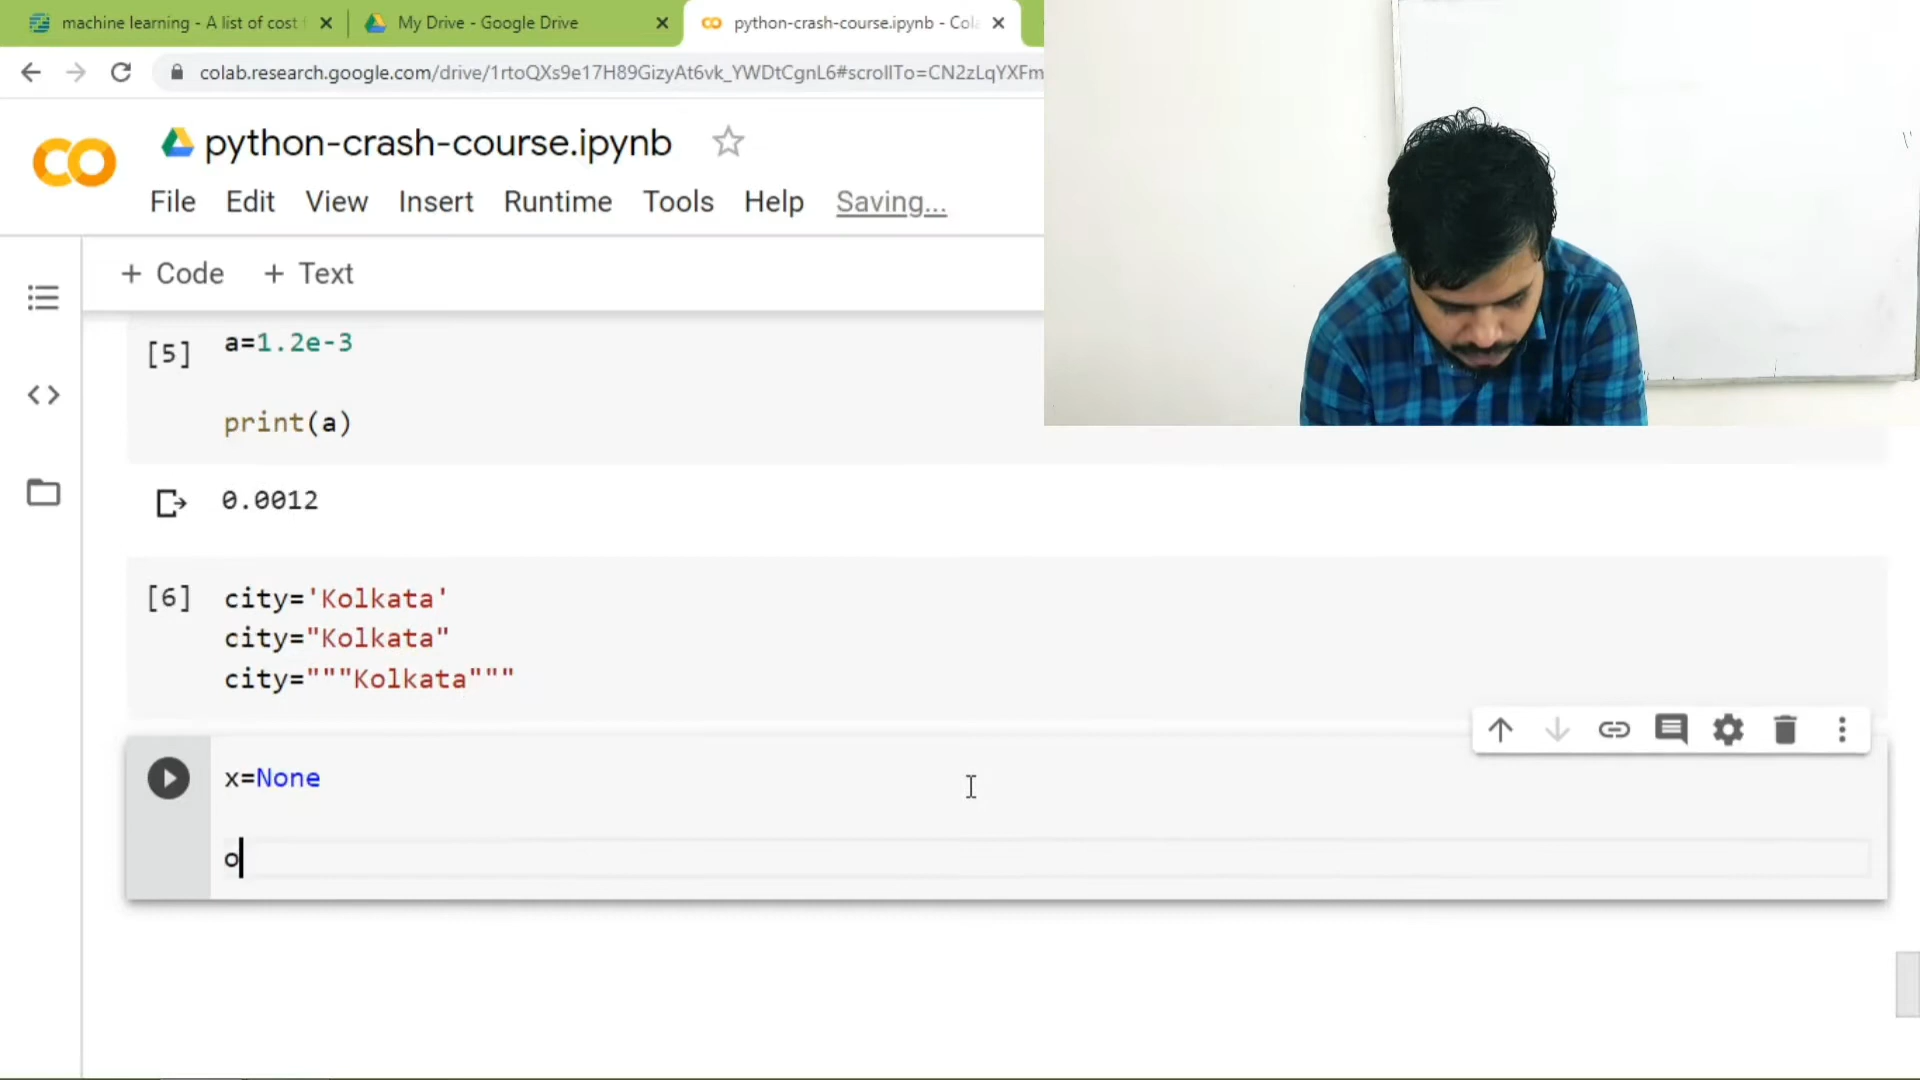 machine learning - A list of cost
My Drive - Google Drive
python-crash-course.ipynb - Cola
colab.research.google.com/drive/1rtoQXs9e17H89GizyAt6vk_YWDtCgnL6#scrollTo=CN2zLqYXFm
python-crash-course.ipynb
File Edit View Insert Runtime Tools Help Saving...
+ Code + Text
[5] a=1.2e-3
print(a)
0.0012
[6] city='Kolkata'
city="Kolkata"
city="""Kolkata"""
x=None
o